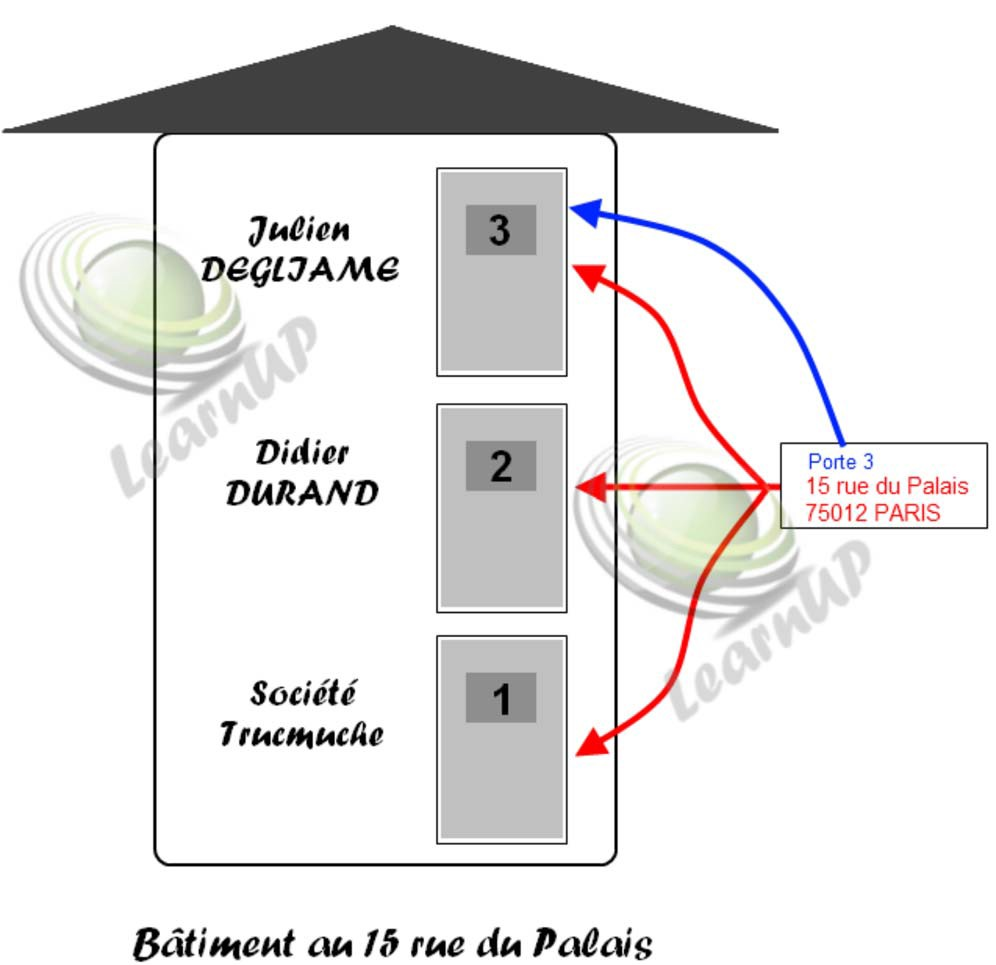 Julien
DEGLIAME
3
Didier
DURAND
2
Société
Trucmuche
1
Porte 3
15 rue du Palais
75012 PARIS
LearnUP
LearnUP
Bâtiment au 15 rue du Palais